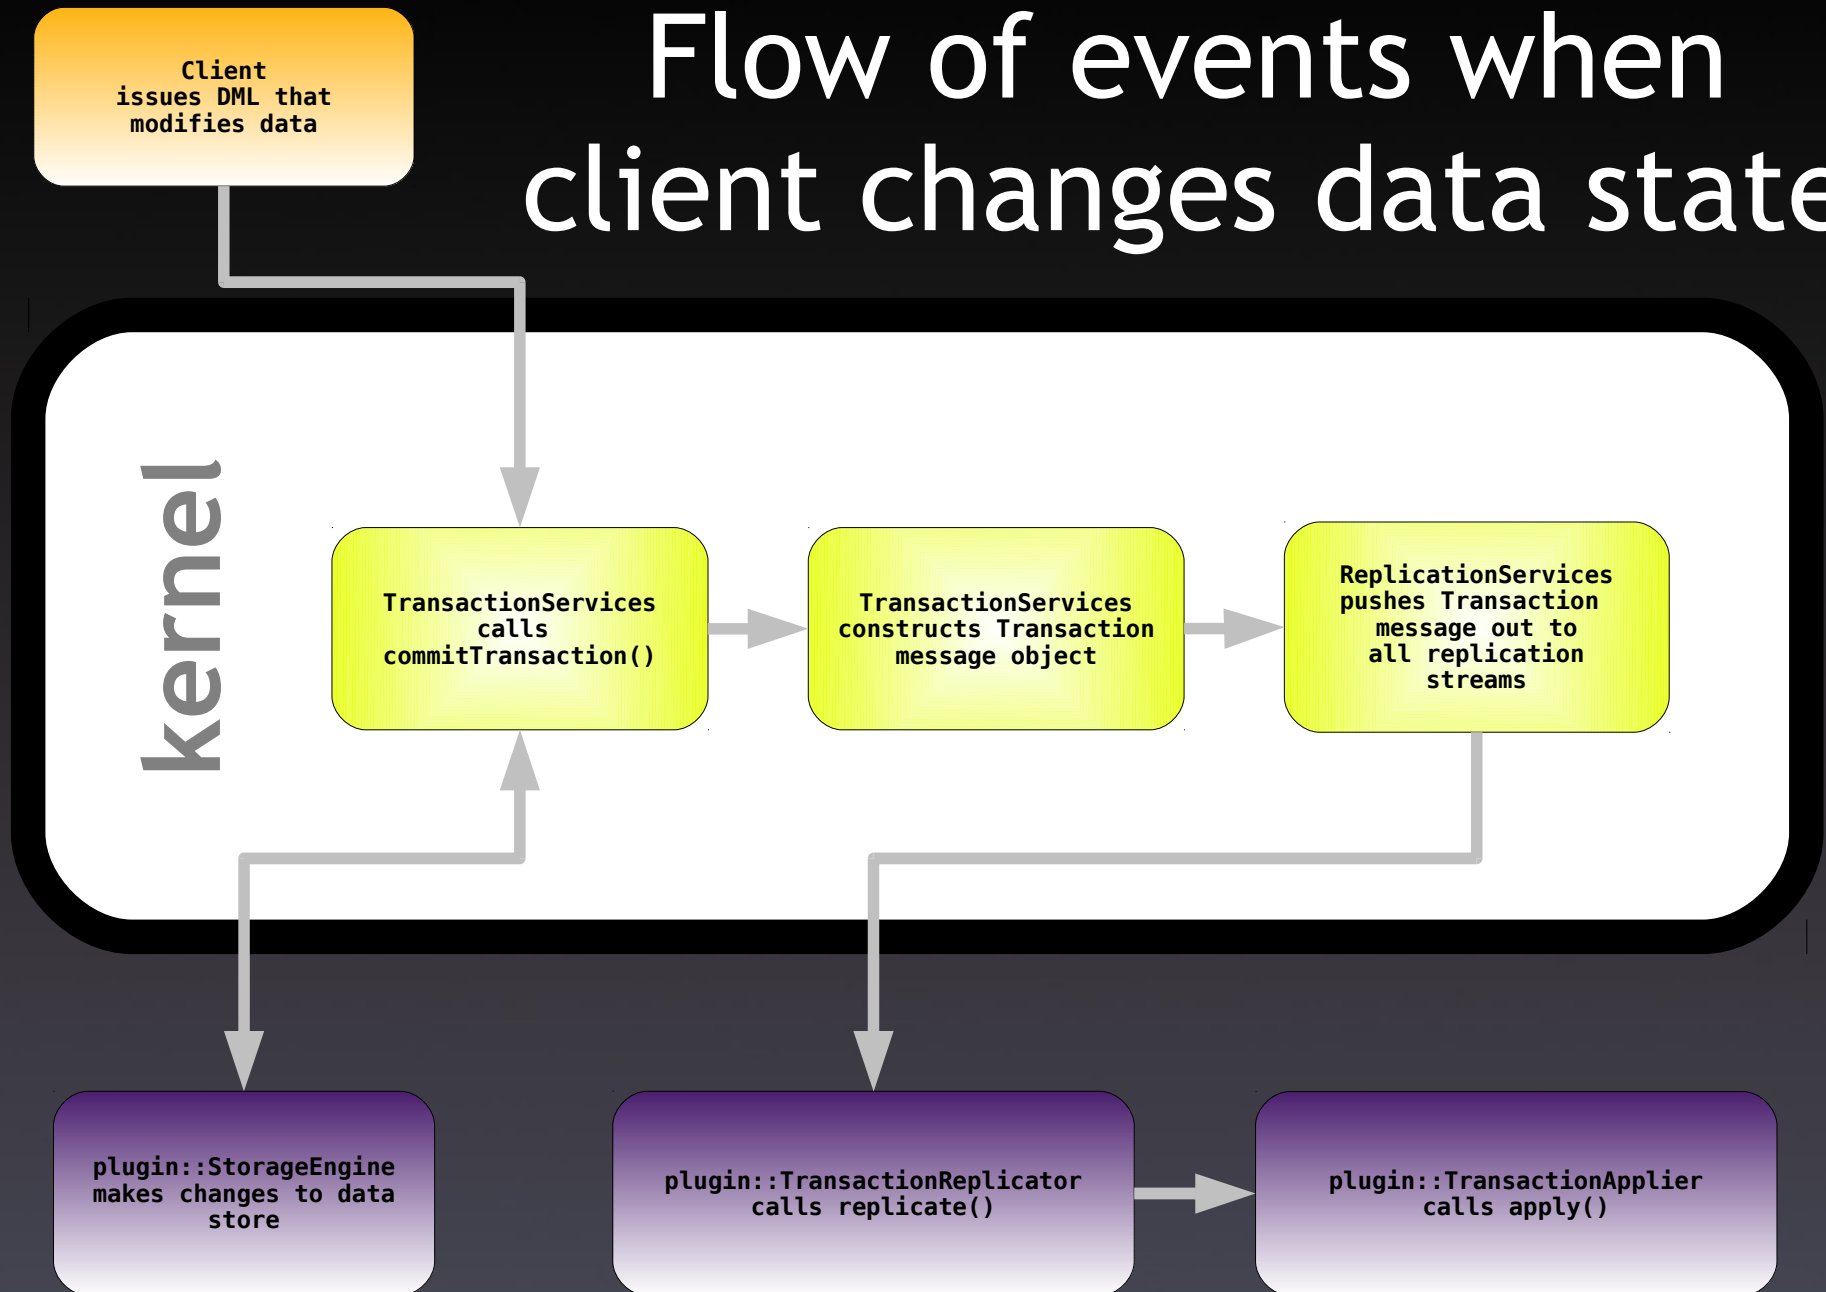 Flow of events when
client changes data state
Client
issues DML that
modifies data
kernel
TransactionServices
calls
commitTransaction()
TransactionServices
constructs Transaction
message object
ReplicationServices
pushes Transaction
message out to
all replication
streams
plugin::StorageEngine
makes changes to data
store
plugin::TransactionReplicator
calls replicate()
plugin::TransactionApplier
calls apply()